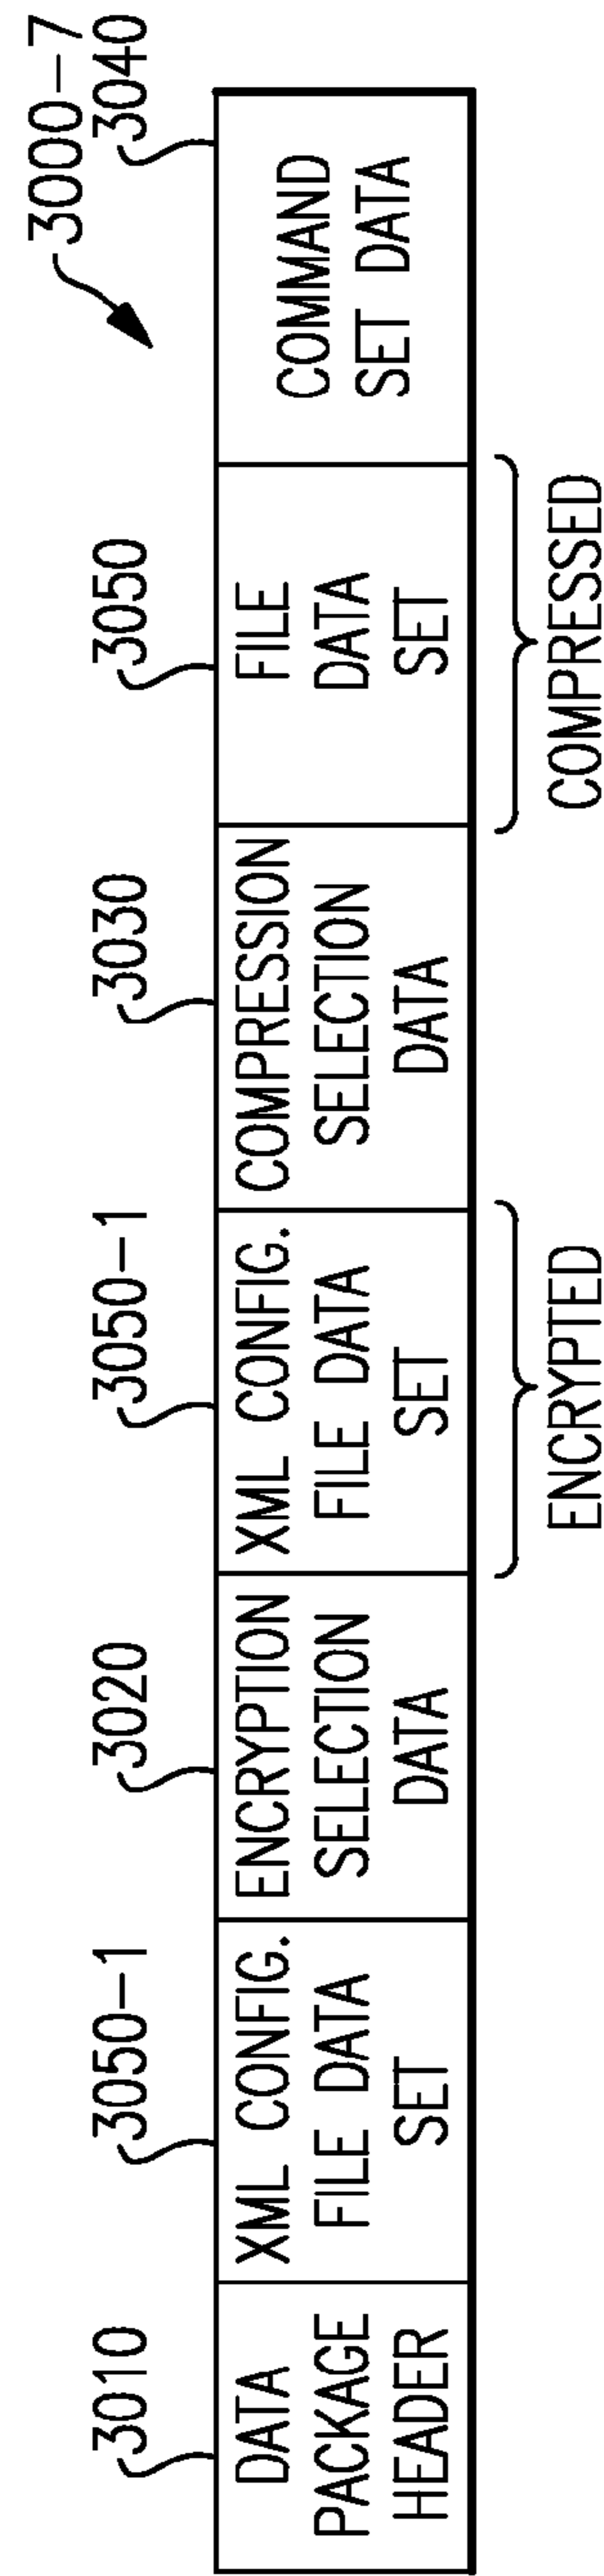 3000-7
3010
3050-1
3020
3050-1
3030
3050
3040
DATA
PACKAGE
HEADER
XML CONFIG.
FILE DATA
SET
ENCRYPTION
SELECTION
DATA
XML CONFIG.
FILE DATA
SET
COMPRESSION
SELECTION
DATA
FILE
DATA
SET
COMMAND
SET DATA
ENCRYPTED
COMPRESSED